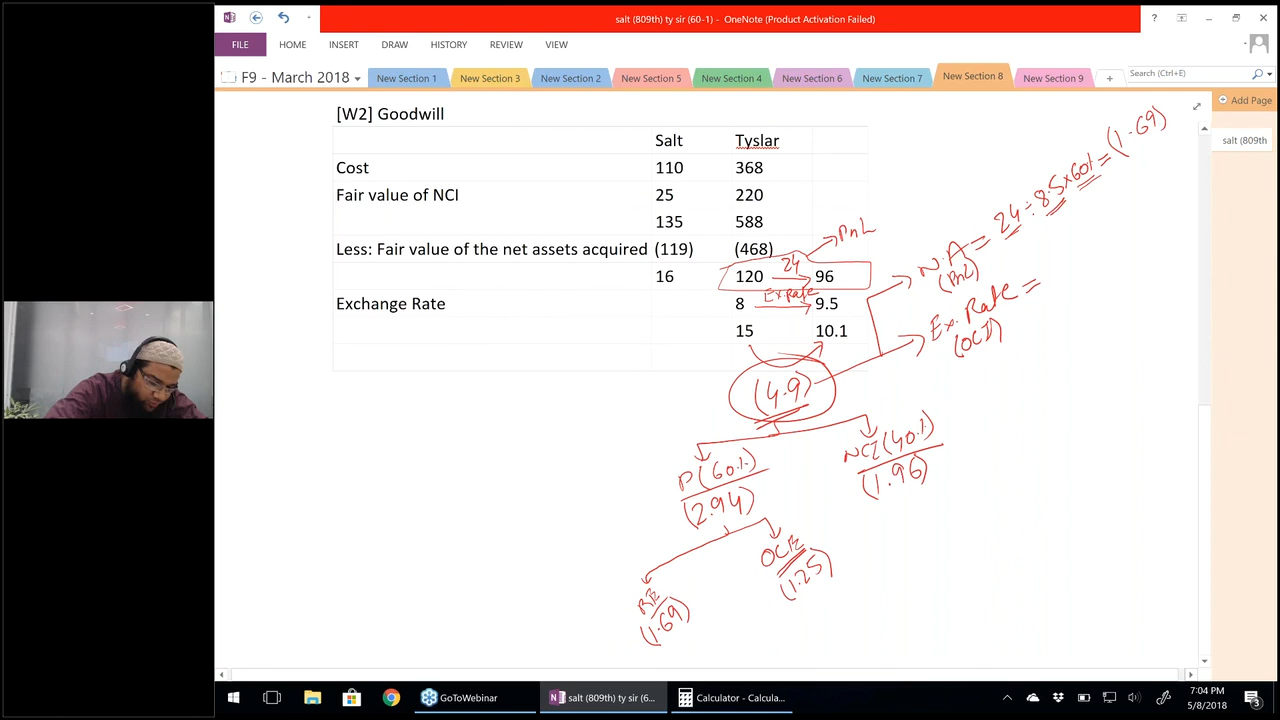 salt (809th) ty sir (60-1) - OneNote (Product Activation Failed)
FILE HOME INSERT DRAW HISTORY REVIEW VIEW
F9 - March 2018 New Section 1 New Section 3 New Section 2 New Section 5 New Section 4 New Section 6 New Section 7 New Section 8 New Section 9 Search (Ctrl+E)
Add Page
salt (809th
[W2] Goodwill
Salt Tyslar
Cost 110 368
Fair value of NCI 25 220
135 588
Less: Fair value of the net assets acquired (119) (468)
16 120 24 96
PnL
Exchange Rate 8 Ex.Rate 9.5
15 10.1
N.A = 24 ÷ 8.5 x 60% = (1.69)
(PnL)
Ex. Rate =
(OCI)
(4.9)
P (60%) NCI (40%)
(2.94) (1.96)
RE OCE
(1.69) (1.25)
GoToWebinar salt (809th) ty sir (6... Calculator - Calcula...
7:04 PM
5/8/2018
3